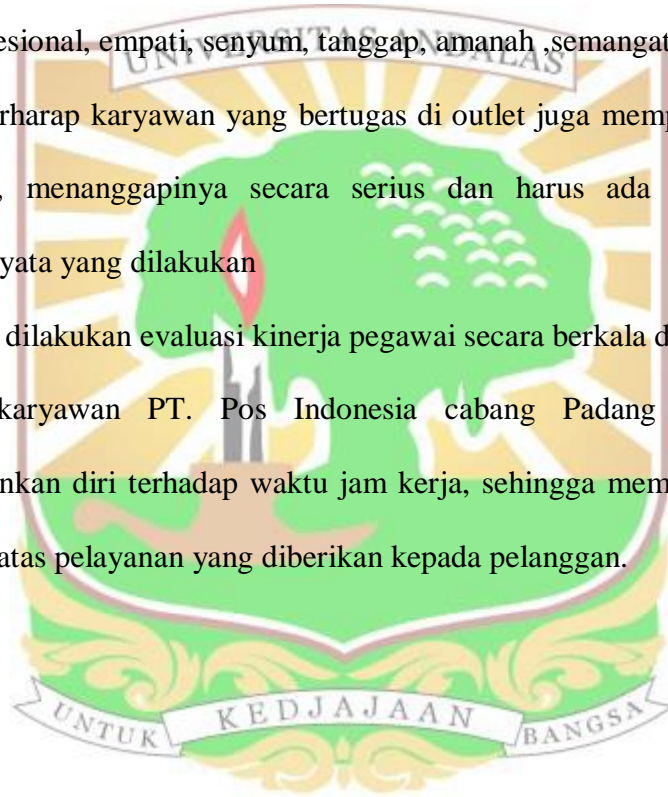 esional, empati, senyum, tanggap, amanah ,semangat
UNIVERSITAS ANDALAS
erharap karyawan yang bertugas di outlet juga memp
, menanggapinya secara serius dan harus ada
yata yang dilakukan
dilakukan evaluasi kinerja pegawai secara berkala d
karyawan PT. Pos Indonesia cabang Padang
nkan diri terhadap waktu jam kerja, sehingga mem
atas pelayanan yang diberikan kepada pelanggan.
UNTUK KEDJAJAAN BANGSA